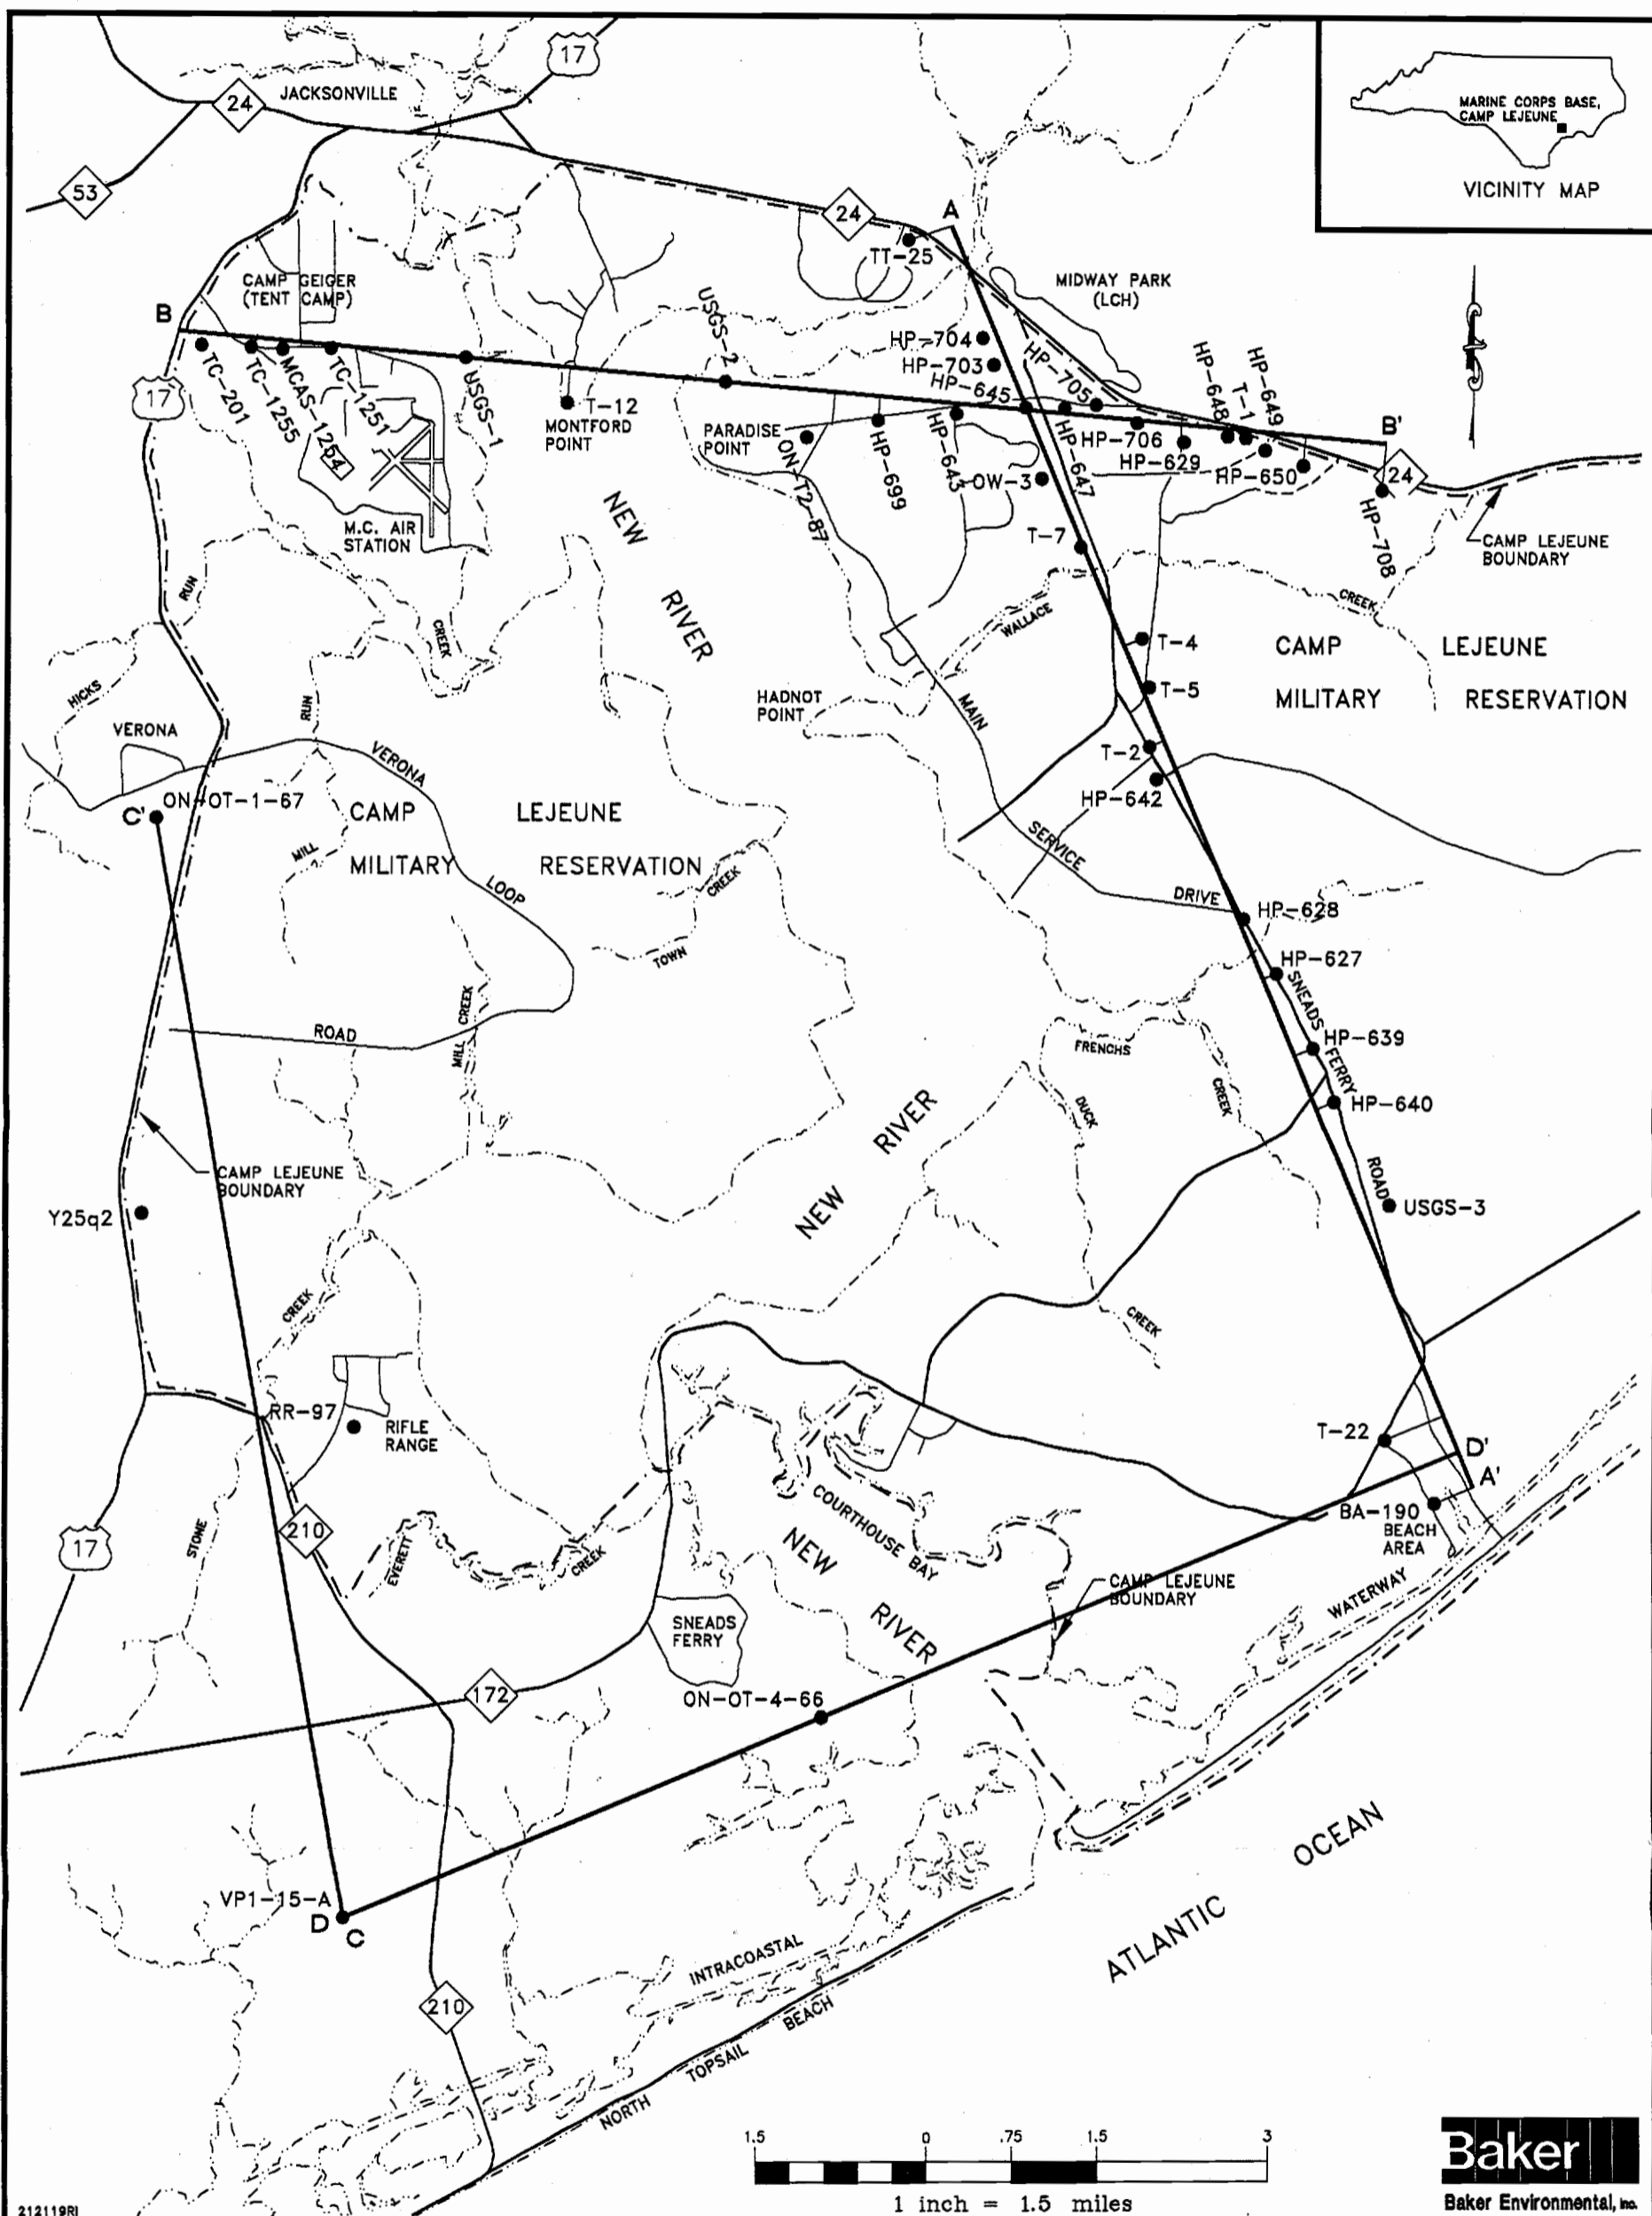 17
JACKSONVILLE
24
53
MARINE CORPS BASE,
CAMP LEJEUNE
VICINITY MAP
24
A
TT-25
MIDWAY PARK
(LCH)
CAMP GEIGER
(TENT CAMP)
B
17
TC-201
TC-1255
MCAS-1254
TC-1251
USGS-1
USGS-2
T-12
MONTFORD
POINT
HP-704
HP-703
HP-645
HP-705
HP-648
T-1
HP-649
PARADISE
POINT
ON-T2-87
HP-699
HP-643
HP-647
HP-706
HP-629
HP-650
B'
24
HP-708
OW-3
T-7
M.C. AIR
STATION
NEW
RIVER
CAMP LEJEUNE
BOUNDARY
RUN
CREEK
HICKS
WALLACE
CREEK
T-4
CAMP LEJEUNE
MILITARY RESERVATION
T-5
HADNOT
POINT
MAIN
T-2
HP-642
VERONA
RUN
VERONA
ON-OT-1-67
C'
CAMP LEJEUNE
MILITARY RESERVATION
MILL
LOOP
CREEK
TOWN
SERVICE
DRIVE
HP-628
HP-627
SNEADS
FERRY
HP-639
HP-640
ROAD
MILL CREEK
ROAD
FRENCHS
CREEK
DUCK
CREEK
RIVER
NEW
CAMP LEJEUNE
BOUNDARY
Y25q2
USGS-3
CREEK
RR-97
RIFLE
RANGE
T-22
D'
A'
BA-190
BEACH
AREA
17
STONE
210
EVERETT
CREEK
COURTHOUSE BAY
NEW
RIVER
CAMP LEJEUNE
BOUNDARY
WATERWAY
SNEADS
FERRY
172
ON-OT-4-66
OCEAN
ATLANTIC
VP1-15-A
D
C
INTRACOASTAL
210
NORTH TOPSAIL BEACH
1.5 0 .75 1.5 3
1 inch = 1.5 miles
Baker
Baker Environmental, Inc.
212119RI